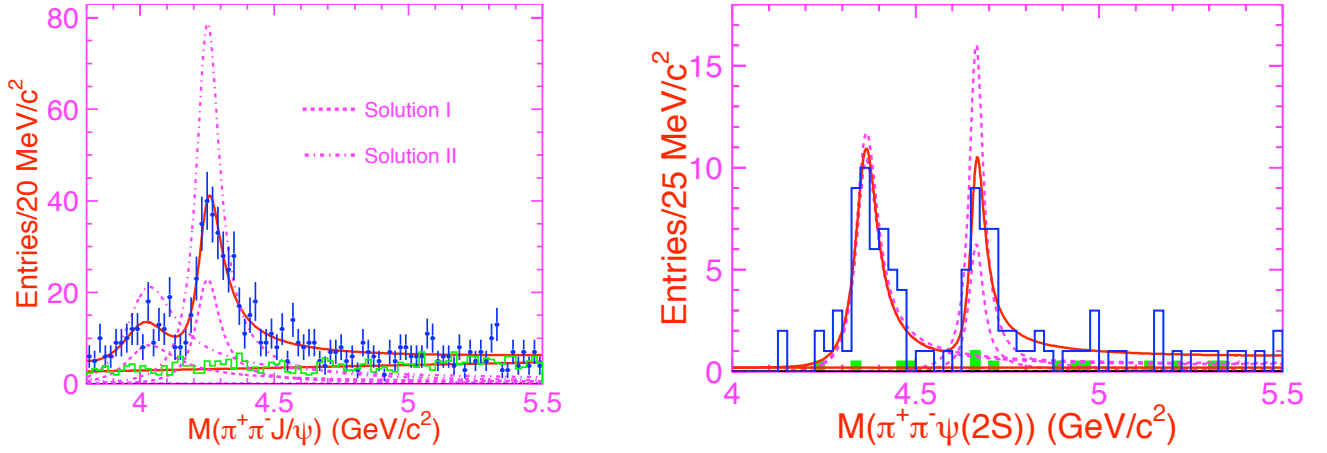 Entries/20 MeV/c²
80
60
40
20
0
Solution I
Solution II
4
4.5
5
5.5
M(π⁺π⁻J/ψ) (GeV/c²)
Entries/25 MeV/c²
15
10
5
0
4
4.5
5
5.5
M(π⁺π⁻ψ(2S)) (GeV/c²)